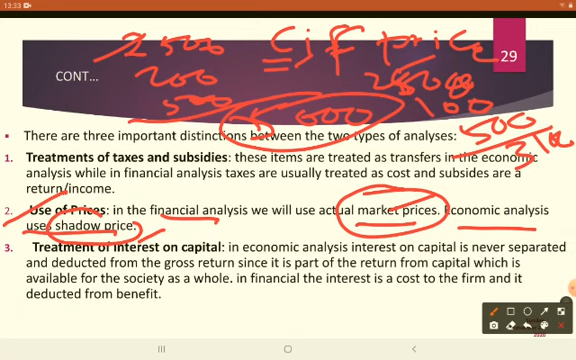 13:33
2500 cif price
29
200 2500
CONT...
500 600 100
500
There are three important distinctions between the two types of analyses:
1. Treatments of taxes and subsidies: these items are treated as transfers in the economic
analysis while in financial analysis taxes are usually treated as cost and subsides are a
return/income.
2. Use of Prices: in the financial analysis we will use actual market prices. Economic analysis
uses shadow price.
3. Treatment of interest on capital: in economic analysis interest on capital is never separated
and deducted from the gross return since it is part of the return from capital which is
available for the society as a whole. in financial the interest is a cost to the firm and it
deducted from benefit.
2020